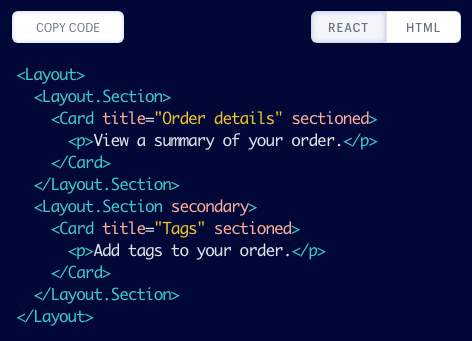 COPY CODE REACT HTML
<Layout>
  <Layout.Section>
    <Card title="Order details" sectioned>
      <p>View a summary of your order.</p>
    </Card>
  </Layout.Section>
  <Layout.Section secondary>
    <Card title="Tags" sectioned>
      <p>Add tags to your order.</p>
    </Card>
  </Layout.Section>
</Layout>